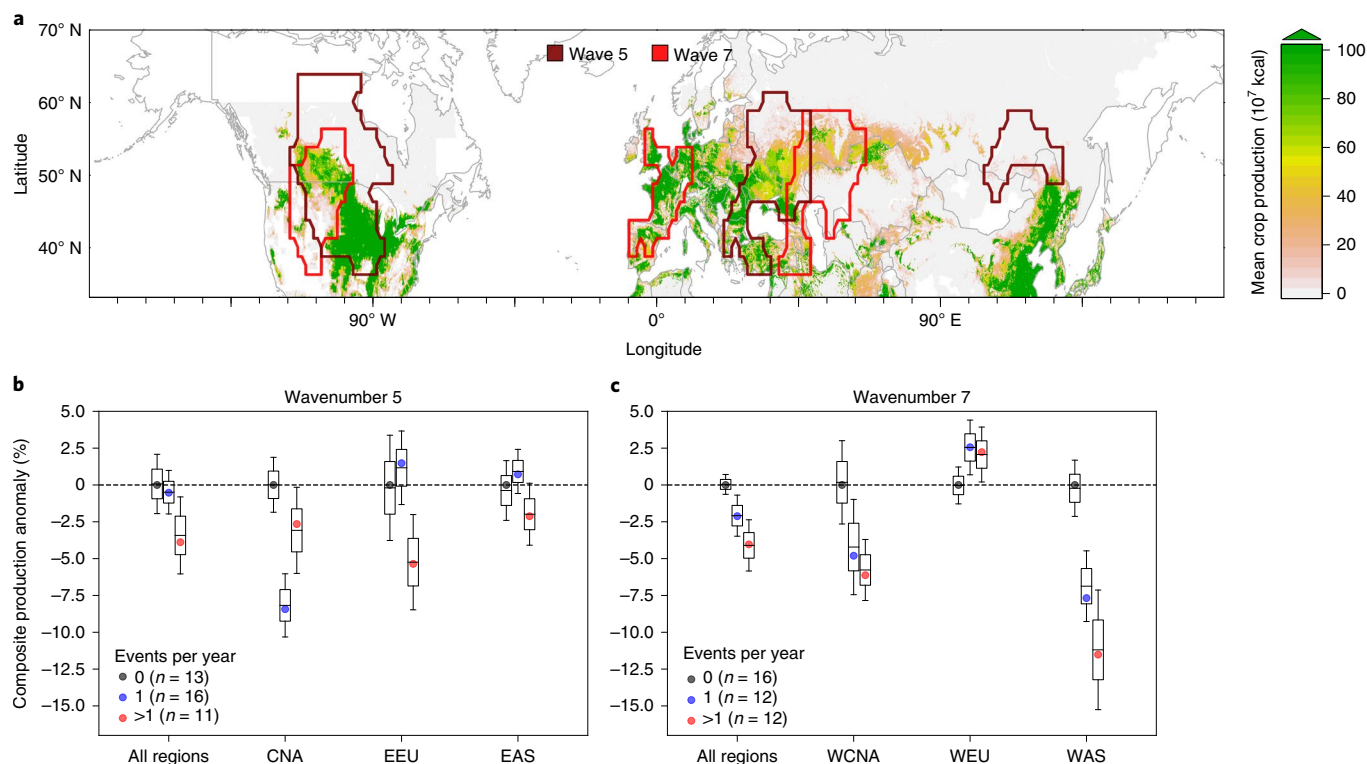 a
70° N
60° N
50° N
40° N
Latitude
Wave 5 Wave 7
90° W 0° 90° E
Longitude
100
80
60
40
20
0
Mean crop production (10⁷ kcal)
b
Wavenumber 5
5.0
2.5
0
−2.5
−5.0
−7.5
−10.0
−12.5
−15.0
Composite production anomaly (%)
Events per year
0 (n = 13)
1 (n = 16)
>1 (n = 11)
All regions CNA EEU EAS
c
Wavenumber 7
5.0
2.5
0
−2.5
−5.0
−7.5
−10.0
−12.5
−15.0
Events per year
0 (n = 16)
1 (n = 12)
>1 (n = 12)
All regions WCNA WEU WAS